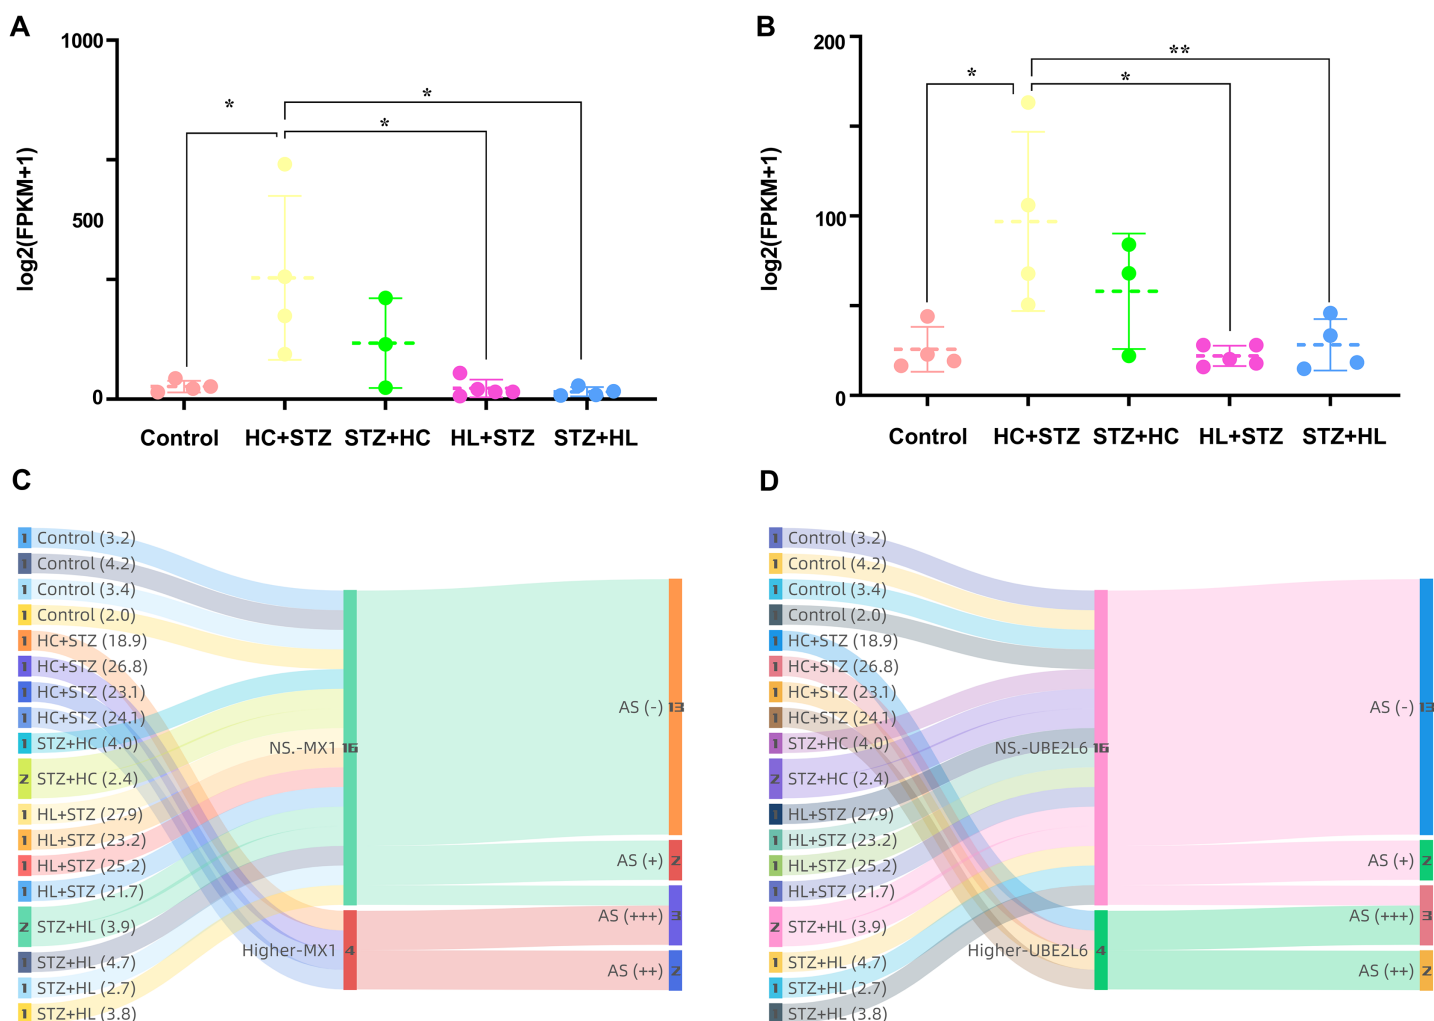 A
1000
500
0
log2(FPKM+1)
*
*
*
Control HC+STZ STZ+HC HL+STZ STZ+HL
B
200
100
0
log2(FPKM+1)
*
**
*
Control HC+STZ STZ+HC HL+STZ STZ+HL
C
1 Control (3.2)
1 Control (4.2)
1 Control (3.4)
1 Control (2.0)
1 HC+STZ (18.9)
1 HC+STZ (26.8)
1 HC+STZ (23.1)
1 HC+STZ (24.1)
1 STZ+HC (4.0)
2 STZ+HC (2.4)
1 HL+STZ (27.9)
1 HL+STZ (23.2)
1 HL+STZ (25.2)
1 HL+STZ (21.7)
2 STZ+HL (3.9)
1 STZ+HL (4.7)
1 STZ+HL (2.7)
1 STZ+HL (3.8)
NS.-MX1 16
Higher-MX1 4
AS (-) 13
AS (+) 2
AS (+++) 3
AS (++) 2
D
1 Control (3.2)
1 Control (4.2)
1 Control (3.4)
1 Control (2.0)
1 HC+STZ (18.9)
1 HC+STZ (26.8)
1 HC+STZ (23.1)
1 HC+STZ (24.1)
1 STZ+HC (4.0)
2 STZ+HC (2.4)
1 HL+STZ (27.9)
1 HL+STZ (23.2)
1 HL+STZ (25.2)
1 HL+STZ (21.7)
2 STZ+HL (3.9)
1 STZ+HL (4.7)
1 STZ+HL (2.7)
1 STZ+HL (3.8)
NS.-UBE2L6 16
Higher-UBE2L6 4
AS (-) 13
AS (+) 2
AS (+++) 3
AS (++) 2